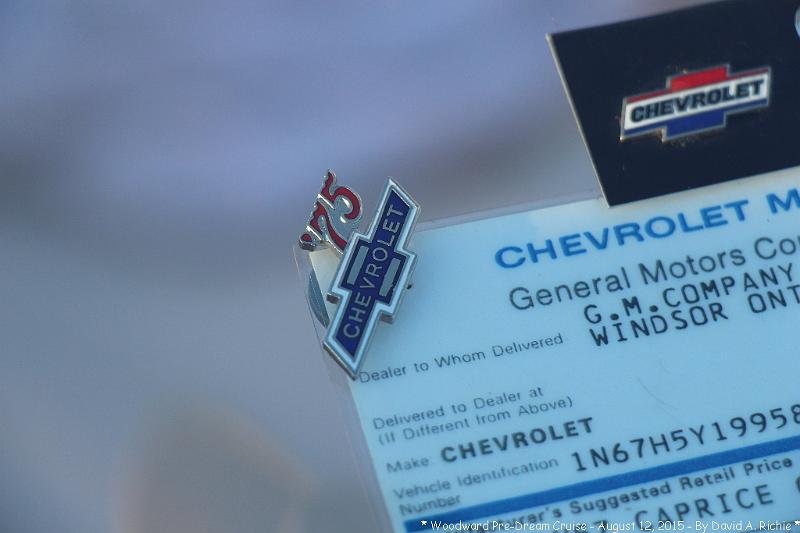 CHEVROLET
'75
CHEVROLET
CHEVROLET
General Motors
G.M.COMPANY
WINDSOR ONT
Dealer to Whom Delivered
Delivered to Dealer at
(If Different from Above)
Make: CHEVROLET
Vehicle Identification 1N67H5Y19958
Number
Suggested Retail Price
CAPRICE
* Woodward Pre-Dream Cruise - August 12, 2015 - By David A. Richie *